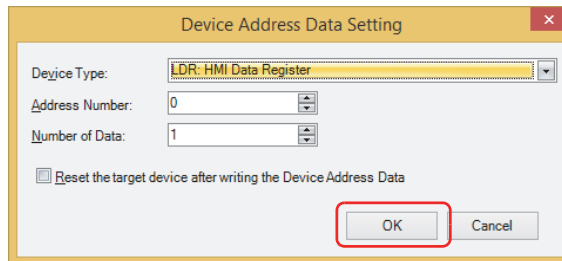 Device Address Data Setting
Device Type: LDR: HMI Data Register
Address Number: 0
Number of Data: 1
Reset the target device after writing the Device Address Data
OK Cancel